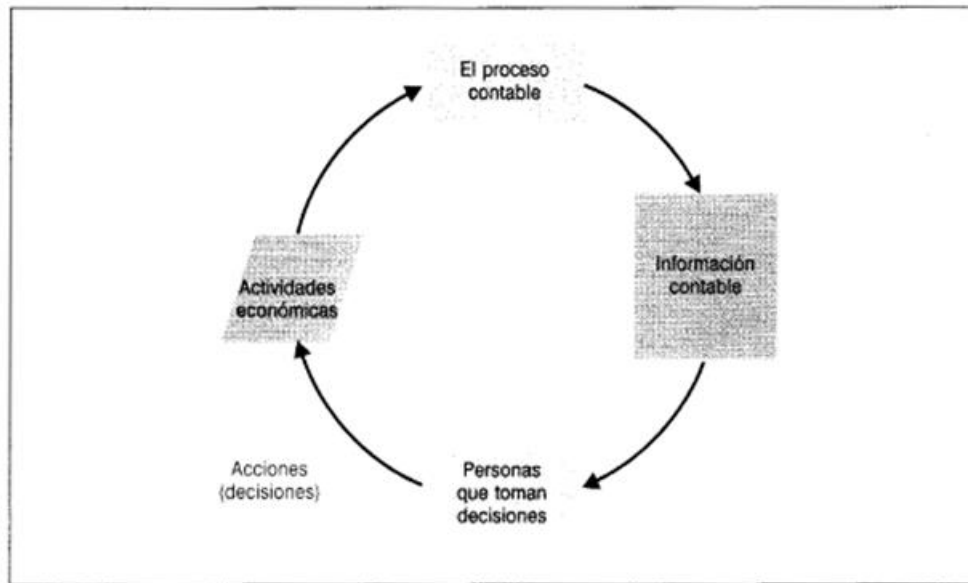 El proceso
contable
Información
contable
Actividades
económicas
Acciones
(decisiones)
Personas
que toman
decisiones